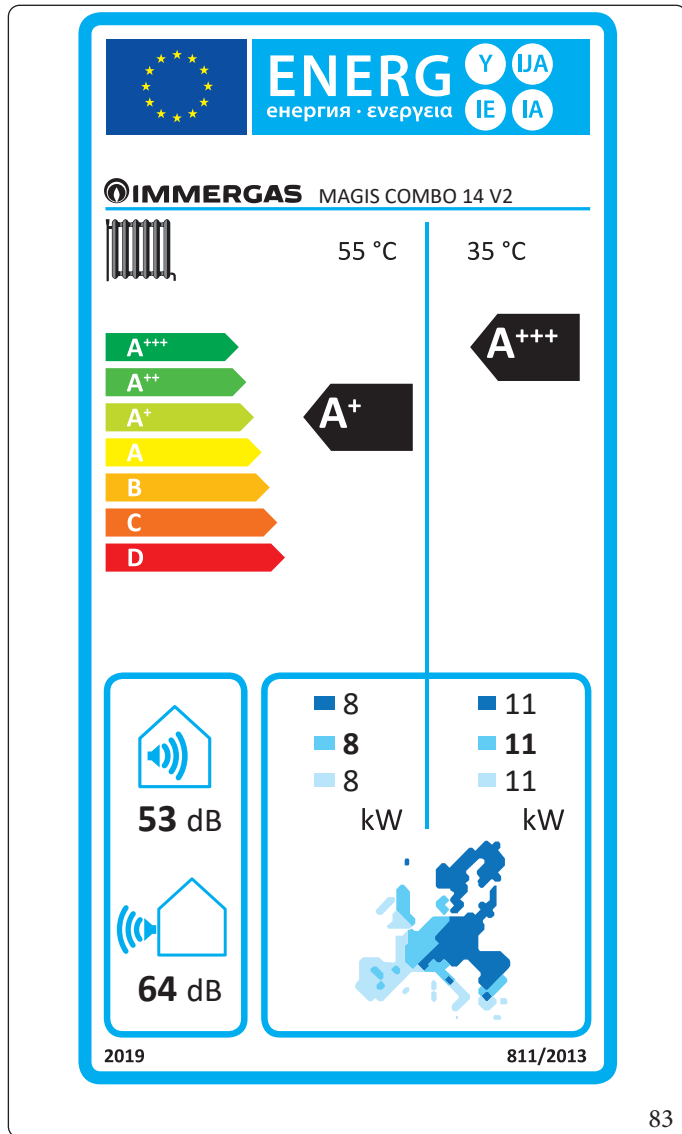 ENERG Y IJA
енергия · ενεργεια IE IA
IMMERGAS MAGIS COMBO 14 V2
55 °C 35 °C
A+++
A+++
A++
A+
A+
A
B
C
D
8 11
8 11
8 11
kW kW
53 dB
64 dB
2019 811/2013
83